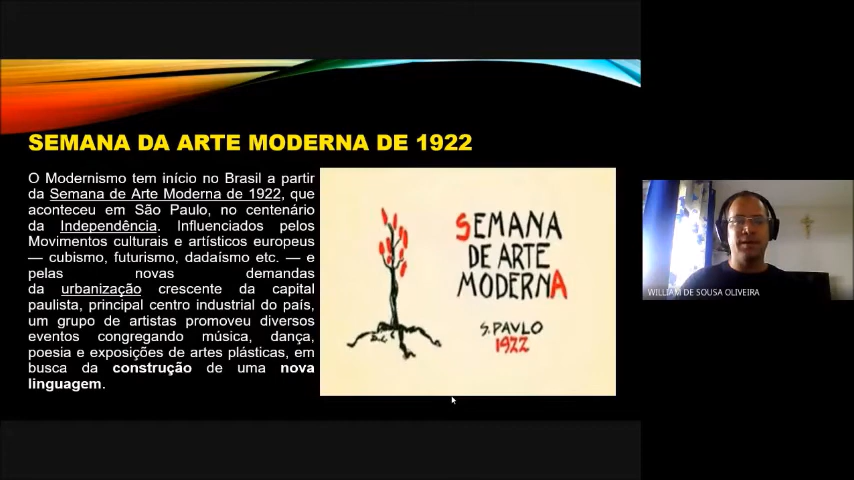 SEMANA DA ARTE MODERNA DE 1922
O Modernismo tem início no Brasil a partir
da Semana de Arte Moderna de 1922, que
aconteceu em São Paulo, no centenário
da Independência. Influenciados pelos
Movimentos culturais e artísticos europeus
— cubismo, futurismo, dadaísmo etc. — e
pelas novas demandas
da urbanização crescente da capital
paulista, principal centro industrial do país,
um grupo de artistas promoveu diversos
eventos congregando música, dança,
poesia e exposições de artes plásticas, em
busca da construção de uma nova
linguagem.
SEMANA
DE ARTE
MODERNA
S. PAVLO
1922
WILLIAM DE SOUSA OLIVEIRA